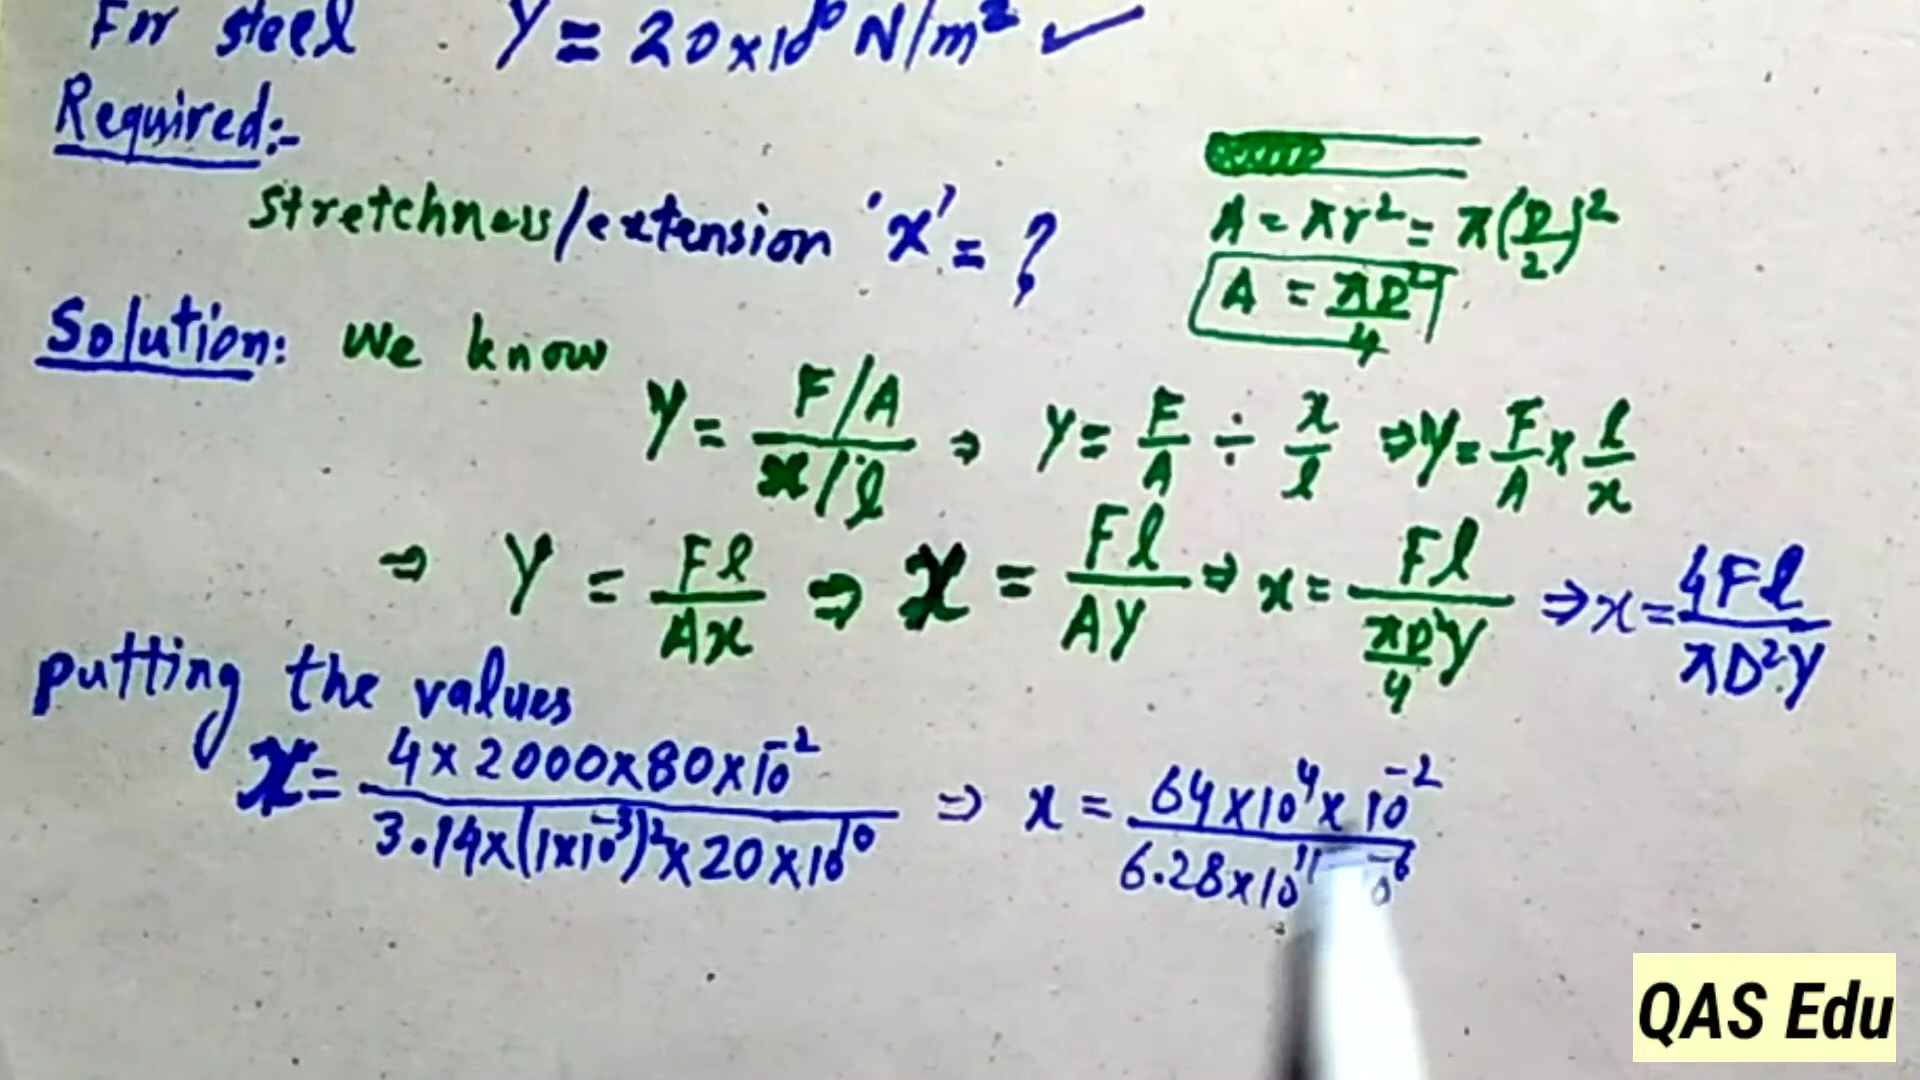 For steel Y = 20×10¹⁰ N/m² ✓
Required:-
stretchness/extension 'x' = ?
A = πr² = π(D/2)²
A = πD²/4
Solution: we know
Y = (F/A)/(x/l) ⇒ Y = F/A ÷ x/l ⇒ Y = F/A × l/x
⇒ Y = Fl/Ax ⇒ x = Fl/AY ⇒ x = Fl/(πD²/4 Y) ⇒ x = 4Fl/πD²Y
putting the values
x = (4×2000×80×10⁻²)/(3.14×(1×10⁻³)²×20×10¹⁰) ⇒ x = (64×10⁴×10⁻²)/(6.28×10¹¹ 0⁻⁶)
QAS Edu